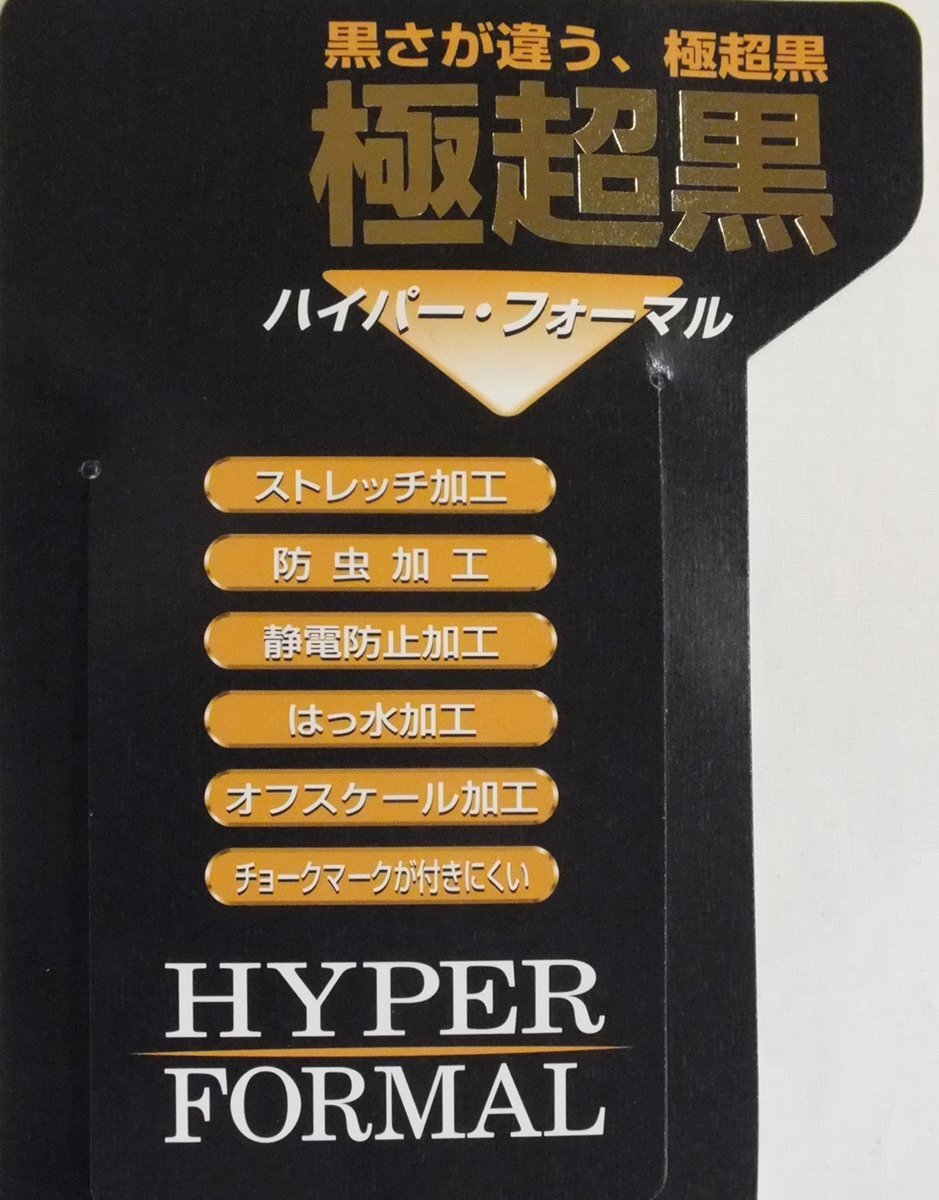 黒さが違う、極超黒
極超黒
ハイパー・フォーマル
ストレッチ加工
防虫加工
静電防止加工
はっ水加工
オフスケール加工
チョークマークが付きにくい
HYPER
FORMAL